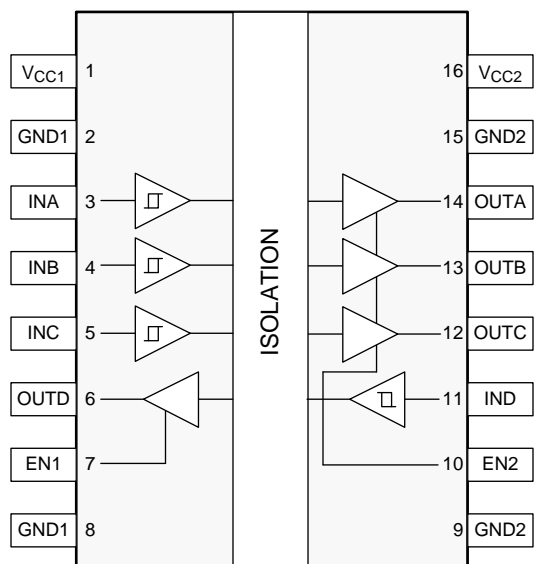 VCC1 1 16 VCC2
GND1 2 15 GND2
INA 3 14 OUTA
INB 4 13 OUTB
INC 5 12 OUTC
OUTD 6 11 IND
EN1 7 10 EN2
GND1 8 9 GND2
ISOLATION